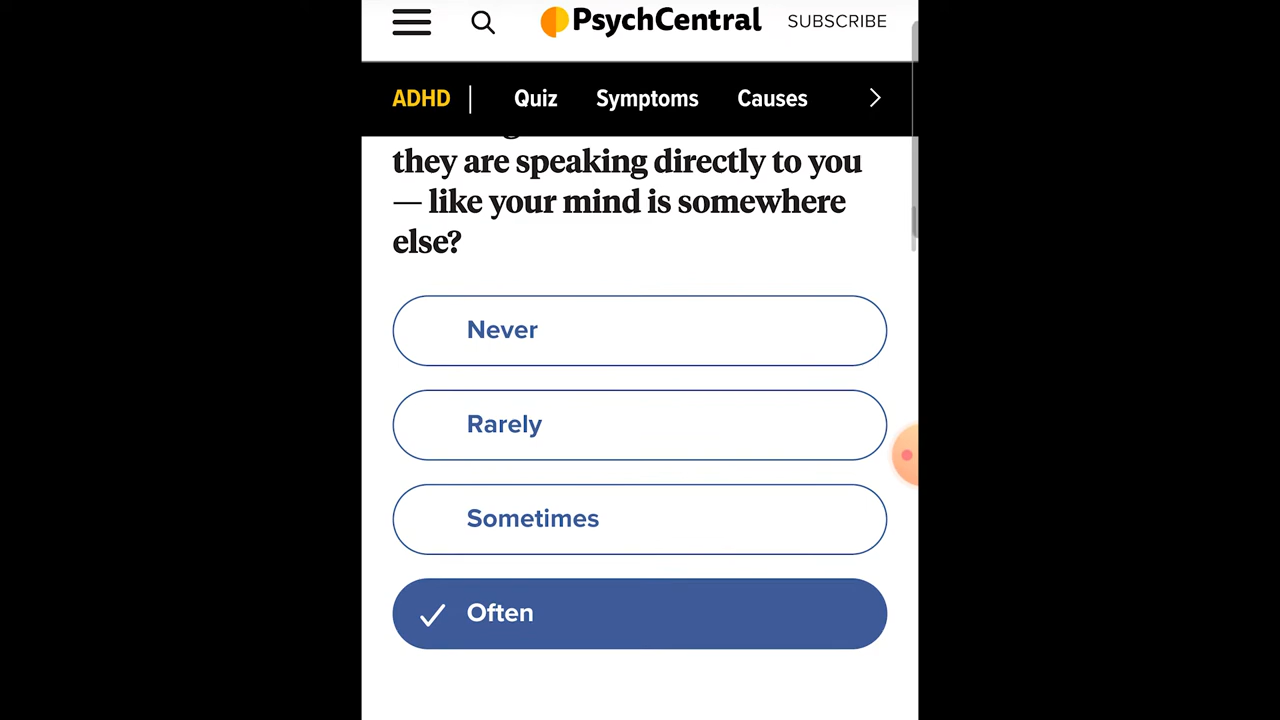 PsychCentral SUBSCRIBE
ADHD | Quiz Symptoms Causes
they are speaking directly to you
— like your mind is somewhere
else?
Never
Rarely
Sometimes
Often